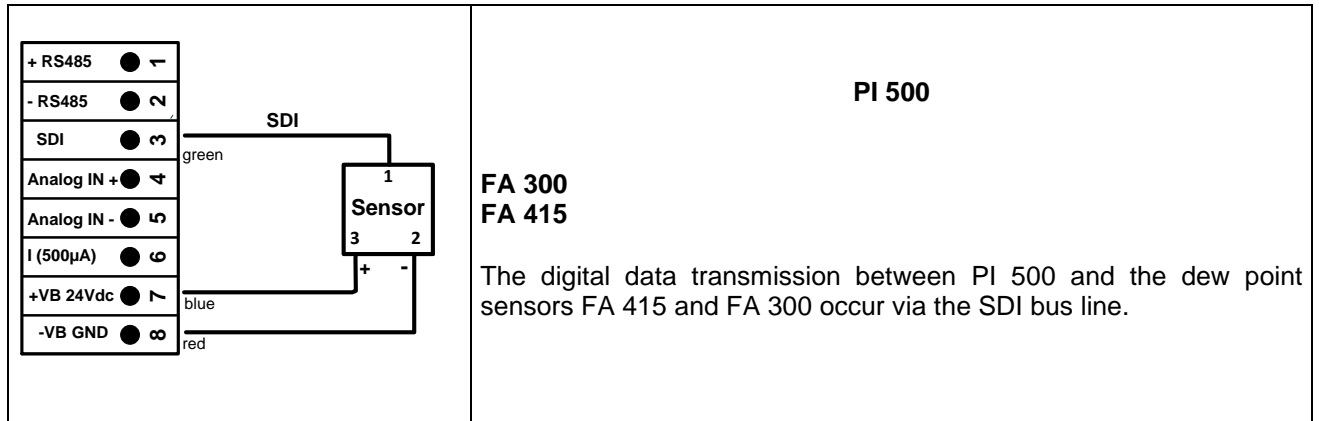 + RS485 1
- RS485 2
SDI 3
Analog IN + 4
Analog IN - 5
I (500µA) 6
+VB 24Vdc 7
-VB GND 8
SDI
green
blue
red
1
Sensor
3 2
+ -
PI 500
FA 300
FA 415
The digital data transmission between PI 500 and the dew point
sensors FA 415 and FA 300 occur via the SDI bus line.